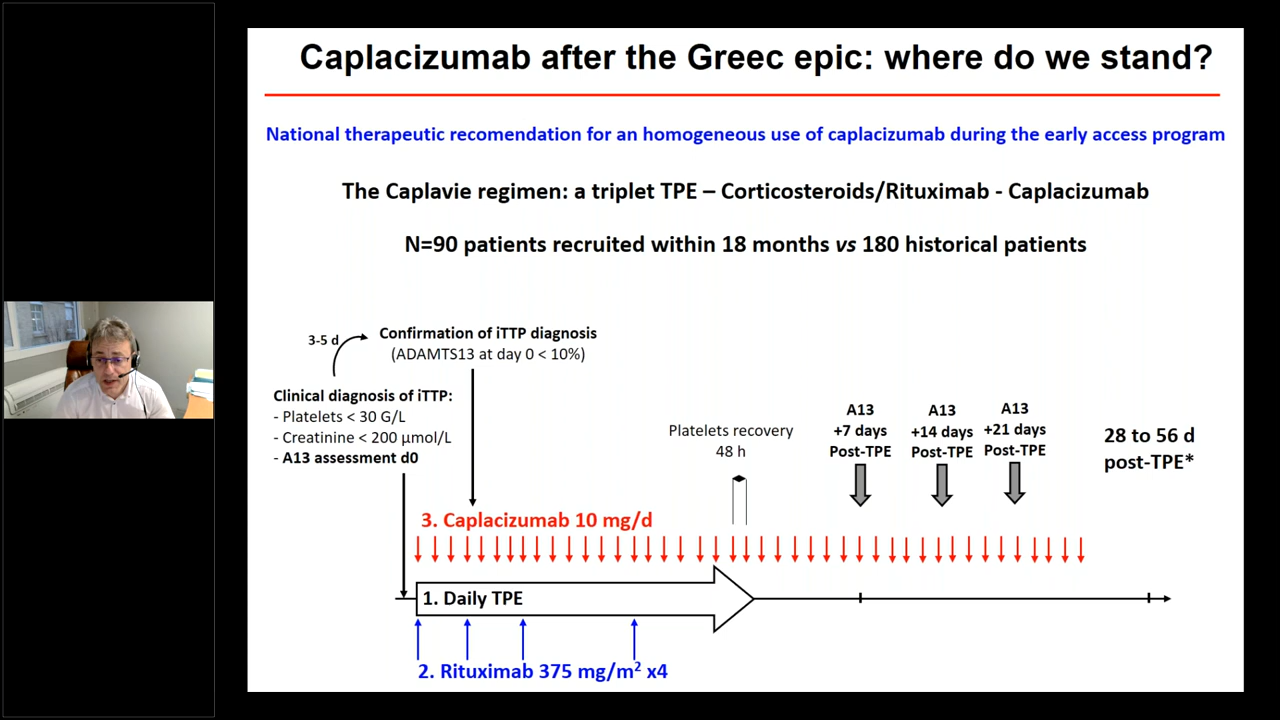 Caplacizumab after the Greec epic: where do we stand?
National therapeutic recomendation for an homogeneous use of caplacizumab during the early access program
The Caplavie regimen: a triplet TPE – Corticosteroids/Rituximab - Caplacizumab
N=90 patients recruited within 18 months vs 180 historical patients
3-5 d
Confirmation of iTTP diagnosis
(ADAMTS13 at day 0 < 10%)
Clinical diagnosis of iTTP:
- Platelets < 30 G/L
- Creatinine < 200 µmol/L
- A13 assessment d0
Platelets recovery
48 h
A13
+7 days
Post-TPE
A13
+14 days
Post-TPE
A13
+21 days
Post-TPE
28 to 56 d
post-TPE*
3. Caplacizumab 10 mg/d
1. Daily TPE
2. Rituximab 375 mg/m² x4